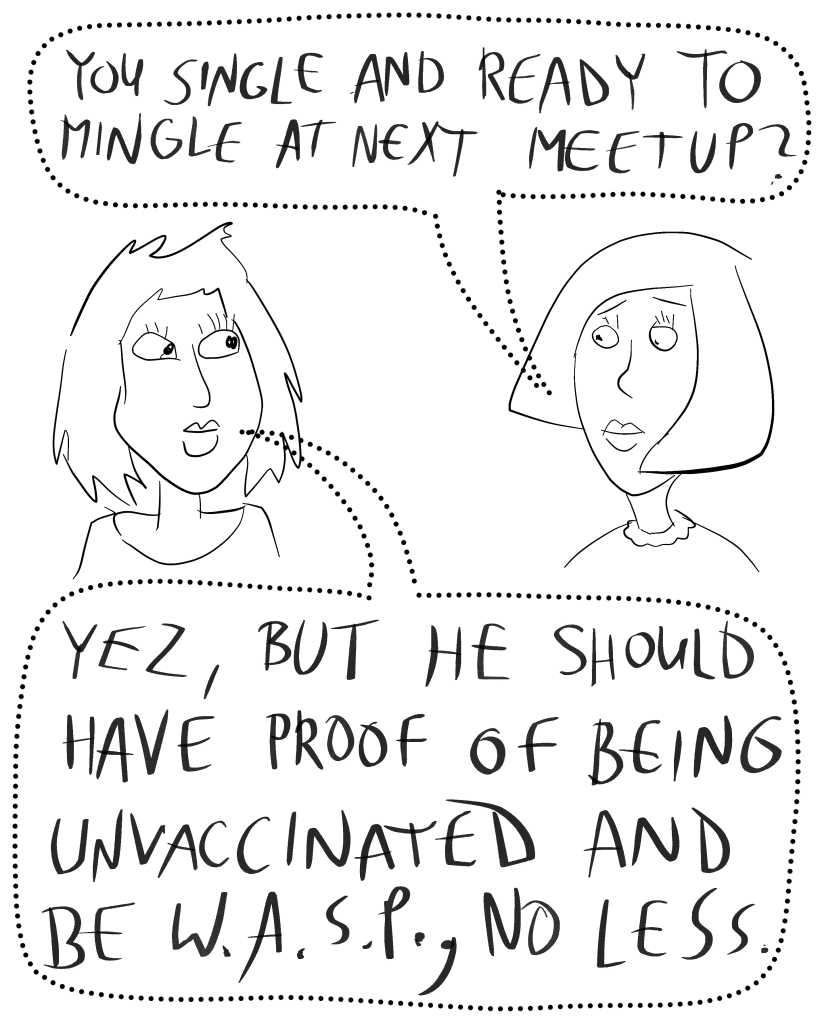 YOU SINGLE AND READY TO
MINGLE AT NEXT MEETUP?
YEZ, BUT HE SHOULD
HAVE PROOF OF BEING
UNVACCINATED AND
BE W.A.S.P., NO LESS.